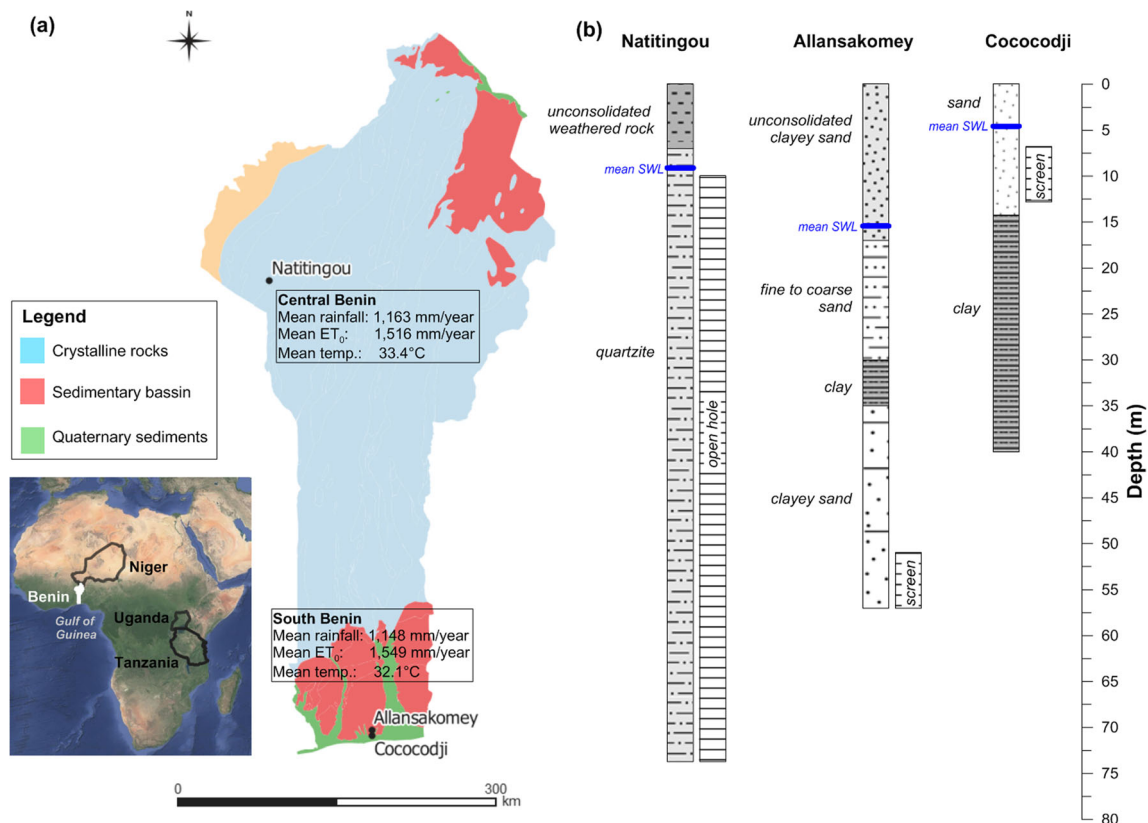 (a)
Natitingou
Central Benin
Mean rainfall: 1,163 mm/year
Mean ET0: 1,516 mm/year
Mean temp.: 33.4°C
Legend
Crystalline rocks
Sedimentary bassin
Quaternary sediments
Niger
Benin
Gulf of
Guinea
Uganda
Tanzania
South Benin
Mean rainfall: 1,148 mm/year
Mean ET0: 1,549 mm/year
Mean temp.: 32.1°C
Allansakomey
Cococodji
0 300
km
(b)
Natitingou
unconsolidated
weathered rock
mean SWL
quartzite
open hole
Allansakomey
unconsolidated
clayey sand
mean SWL
fine to coarse
sand
clay
clayey sand
screen
Cococodji
sand
mean SWL
screen
clay
0
5
10
15
20
25
30
35
40
45
50
55
60
65
70
75
80
Depth (m)